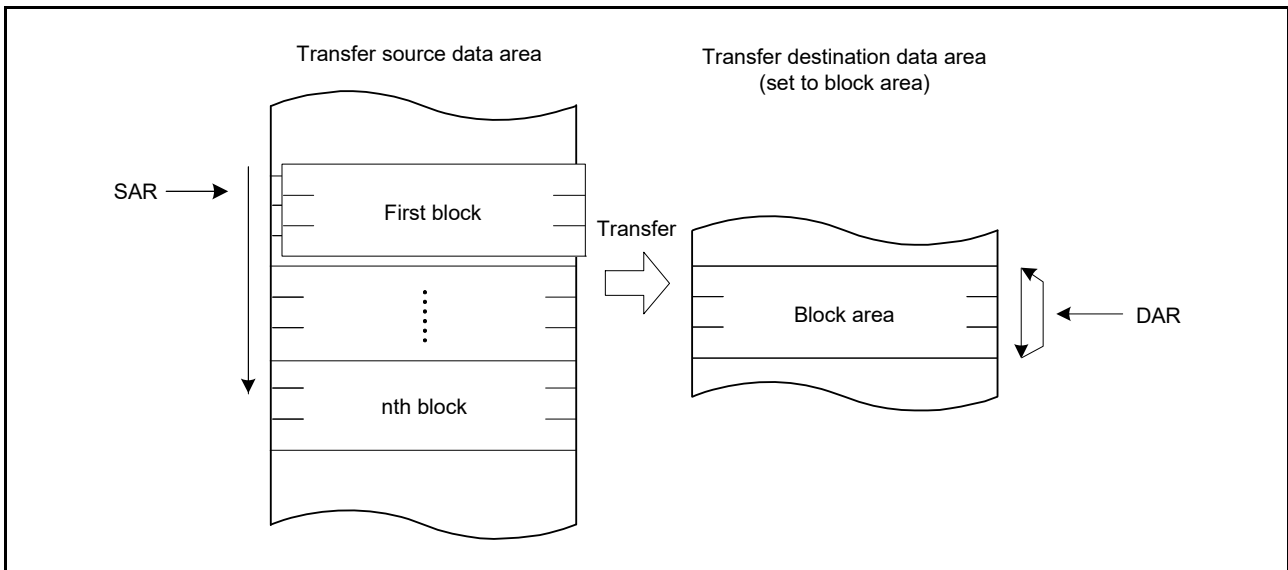 Transfer source data area
Transfer destination data area
(set to block area)
SAR
First block
Transfer
Block area
DAR
nth block